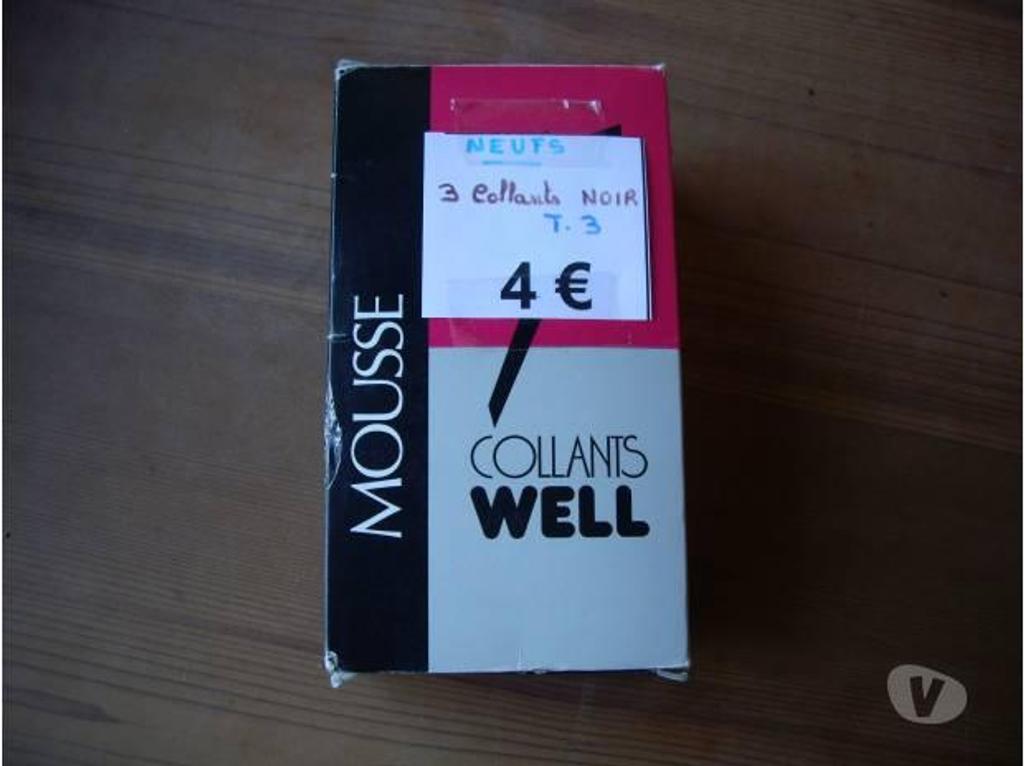 NEUFS
3 Collants NOIR
T. 3
4 €
MOUSSE
COLLANTS
WELL
V